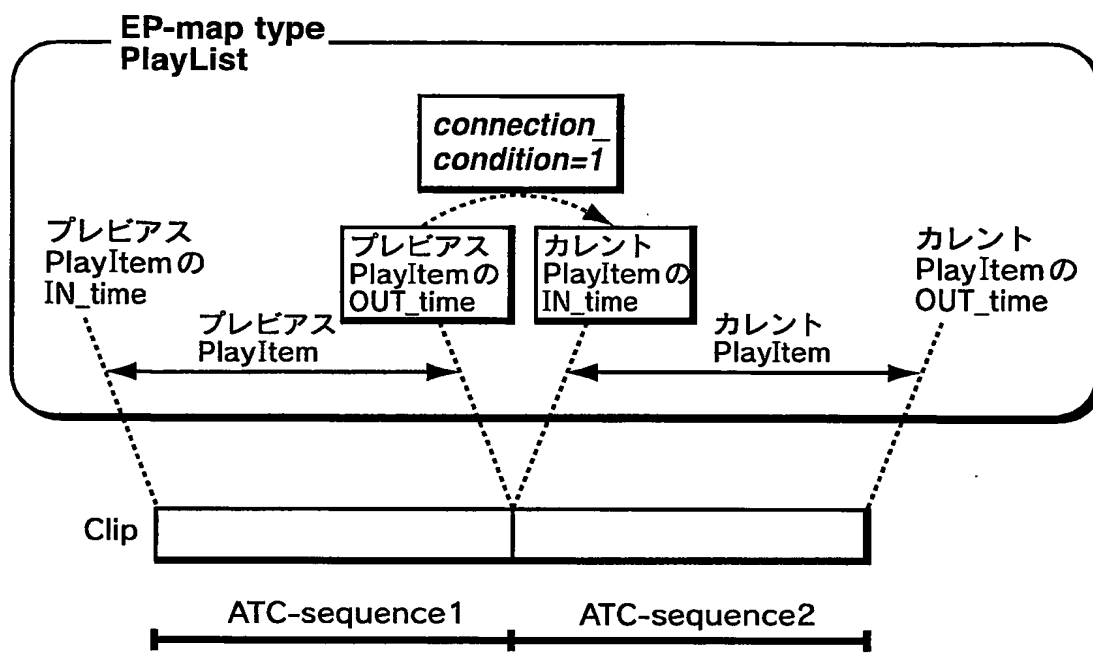 EP-map type
PlayList
connection_
condition=1
プレビアス
PlayItemの
IN_time
プレビアス
PlayItemの
OUT_time
カレント
PlayItemの
IN_time
カレント
PlayItemの
OUT_time
プレビアス
PlayItem
カレント
PlayItem
Clip
ATC-sequence1
ATC-sequence2